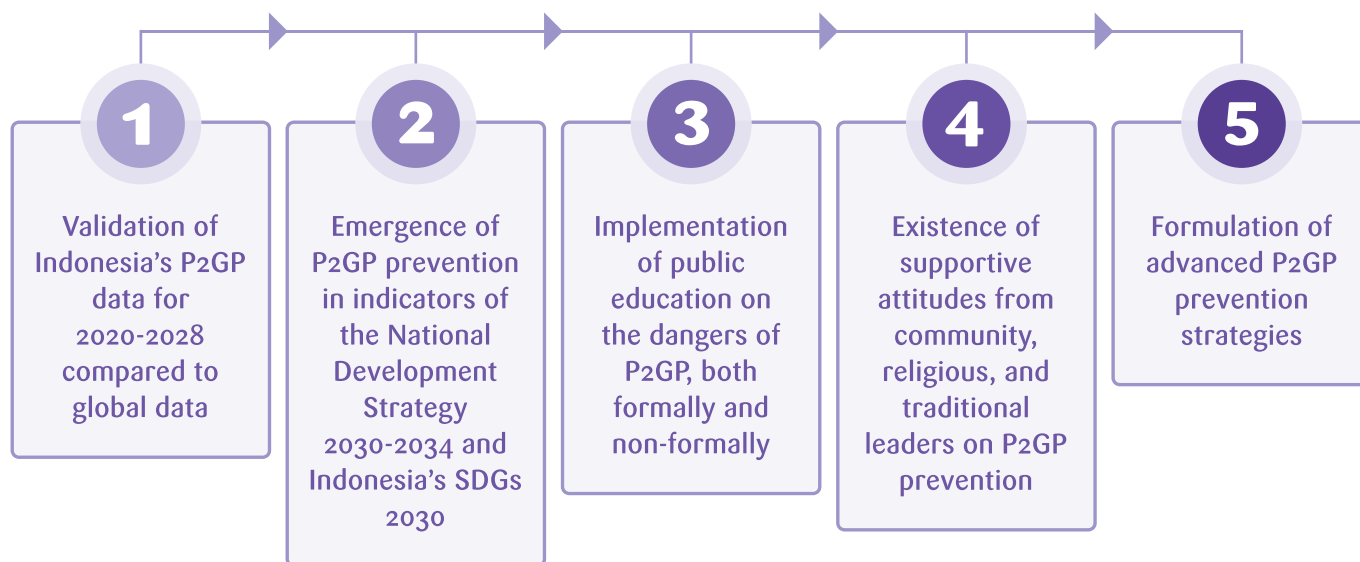 1
Validation of
Indonesia’s P2GP
data for
2020-2028
compared to
global data
2
Emergence of
P2GP prevention
in indicators of
the National
Development
Strategy
2030-2034 and
Indonesia’s SDGs
2030
3
Implementation
of public
education on
the dangers of
P2GP, both
formally and
non-formally
4
Existence of
supportive
attitudes from
community,
religious, and
traditional
leaders on P2GP
prevention
5
Formulation of
advanced P2GP
prevention
strategies